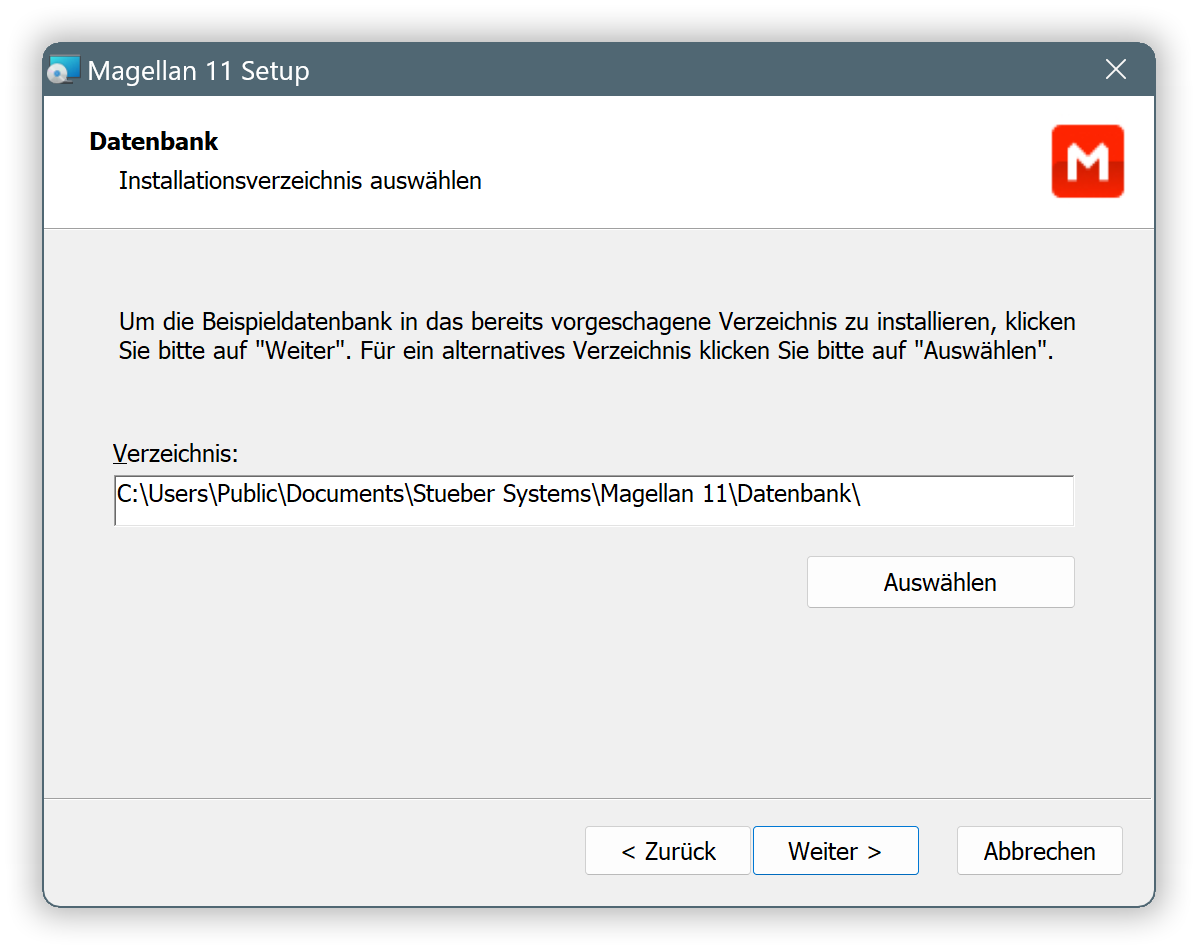 Magellan 11 Setup
Datenbank
Installationsverzeichnis auswählen
M
Um die Beispieldatenbank in das bereits vorgeschagene Verzeichnis zu installieren, klicken
Sie bitte auf "Weiter". Für ein alternatives Verzeichnis klicken Sie bitte auf "Auswählen".
Verzeichnis:
C:\Users\Public\Documents\Stueber Systems\Magellan 11\Datenbank\
Auswählen
< Zurück
Weiter >
Abbrechen